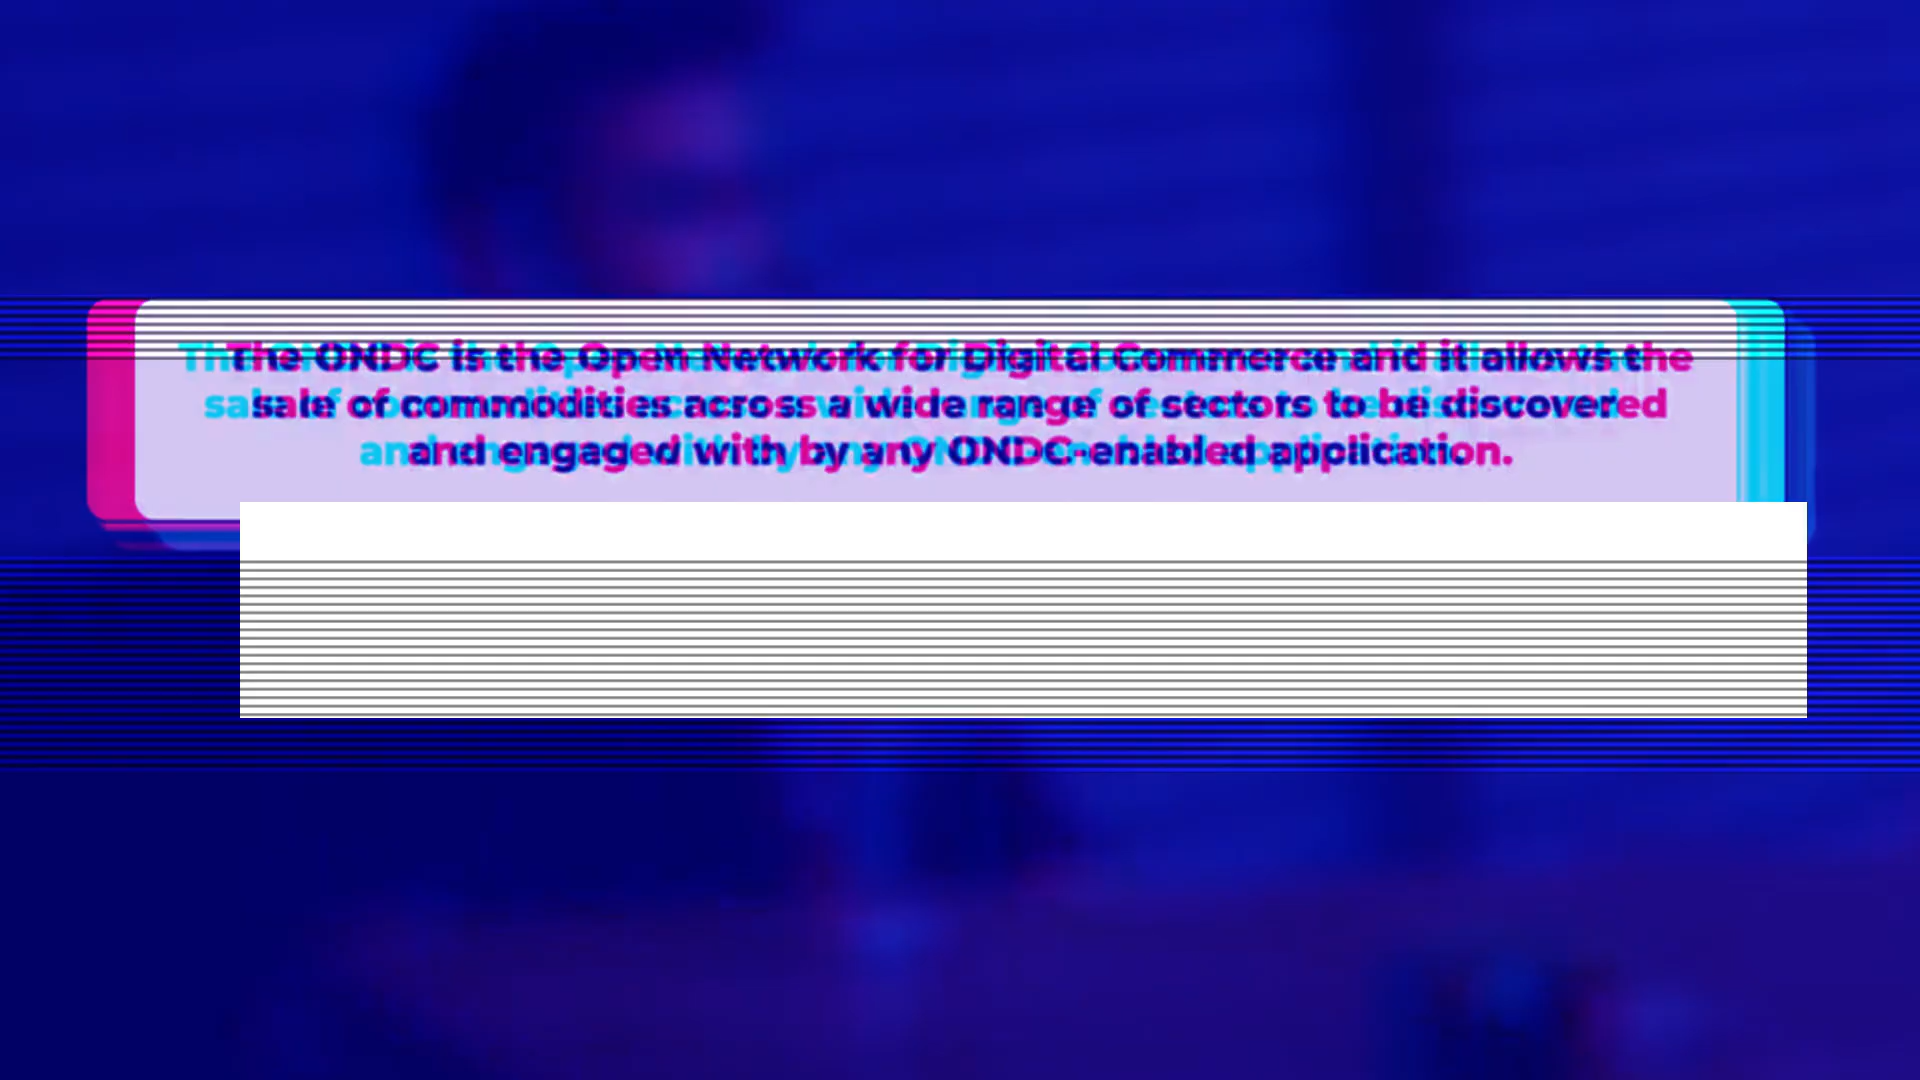 The ONDC is the Open Network for Digital Commerce and it allows the
sale of commodities across a wide range of sectors to be discovered
and engaged with by any ONDC-enabled application.